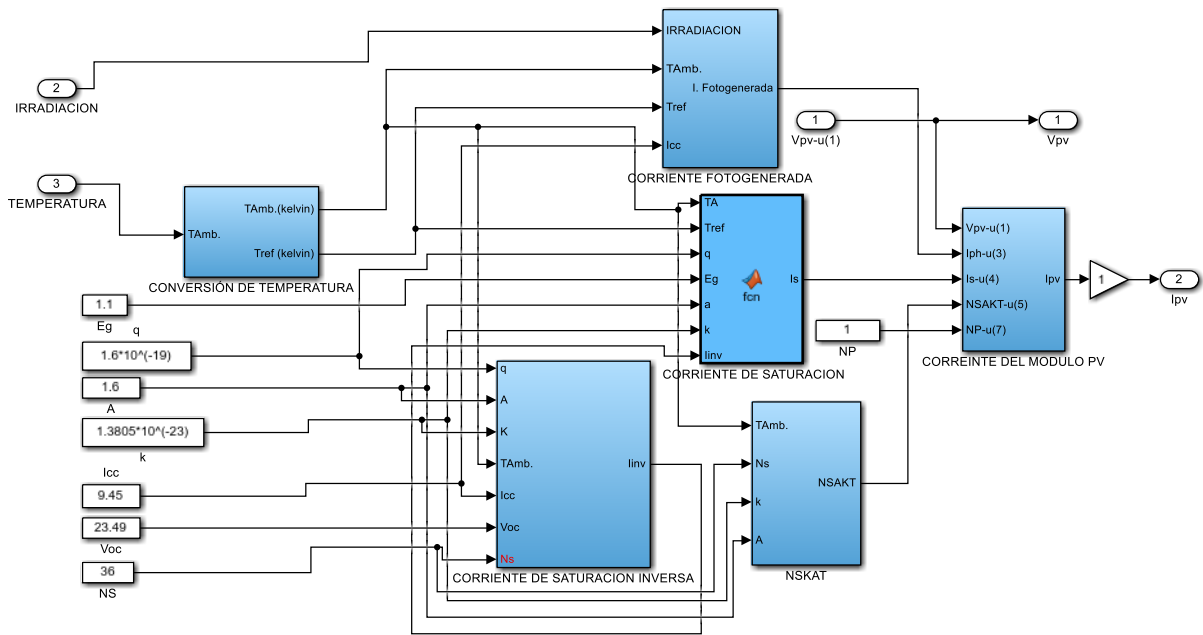 IRRADIACION
TAmb.
I. Fotogenerada
Tref
Icc
CORRIENTE FOTOGENERADA
2
IRRADIACION
1
Vpv-u(1)
1
Vpv
3
TEMPERATURA
TAmb.
TAmb.(kelvin)
Tref (kelvin)
CONVERSIÓN DE TEMPERATURA
TA
Tref
q
Eg
a
k
Iinv
fcn
Is
CORRIENTE DE SATURACION
Vpv-u(1)
Iph-u(3)
Is-u(4)
NSAKT-u(5)
NP-u(7)
Ipv
CORREINTE DEL MODULO PV
1
2
Ipv
1
NP
1.1
Eg
q
1.6*10^(-19)
1.6
A
1.3805*10^(-23)
k
Icc
9.45
23.49
Voc
36
NS
q
A
K
TAmb.
Icc
Voc
Ns
Iinv
CORRIENTE DE SATURACION INVERSA
TAmb.
Ns
k
A
NSAKT
NSKAT